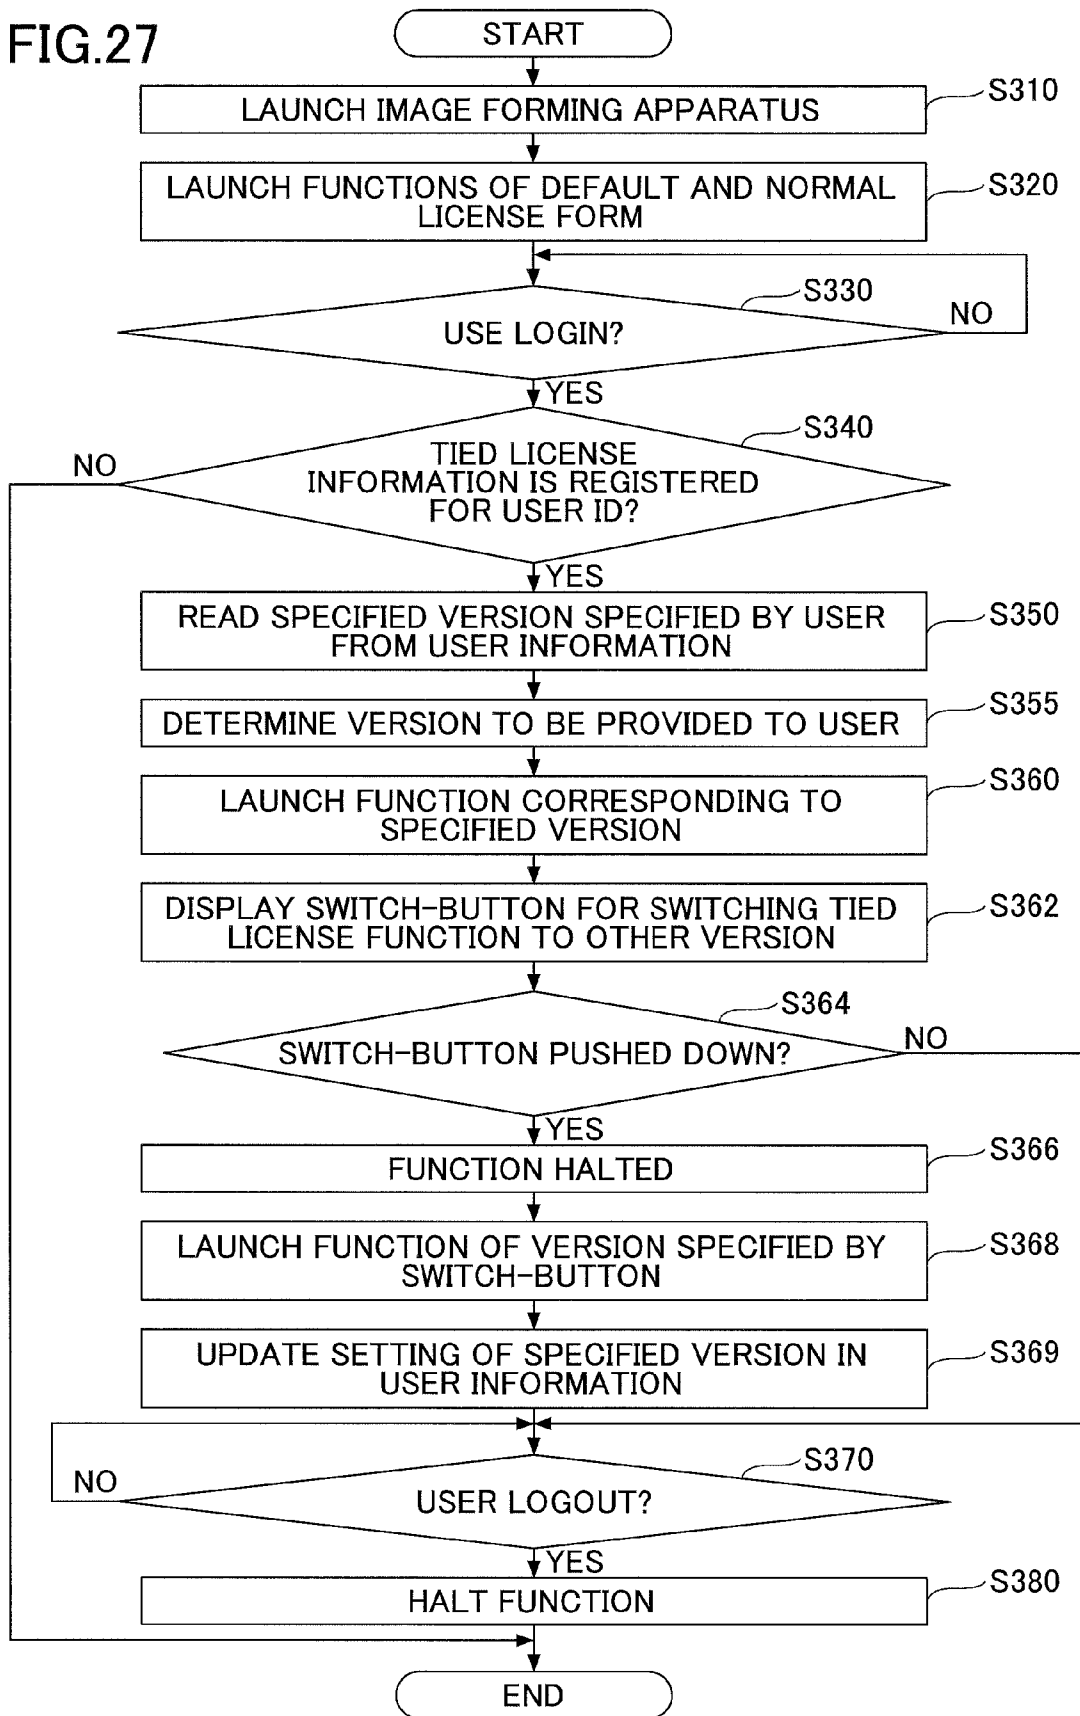 FIG.27
START
LAUNCH IMAGE FORMING APPARATUS
S310
LAUNCH FUNCTIONS OF DEFAULT AND NORMAL
LICENSE FORM
S320
USE LOGIN?
S330
NO
YES
TIED LICENSE
INFORMATION IS REGISTERED
FOR USER ID?
S340
NO
YES
READ SPECIFIED VERSION SPECIFIED BY USER
FROM USER INFORMATION
S350
DETERMINE VERSION TO BE PROVIDED TO USER
S355
LAUNCH FUNCTION CORRESPONDING TO
SPECIFIED VERSION
S360
DISPLAY SWITCH-BUTTON FOR SWITCHING TIED
LICENSE FUNCTION TO OTHER VERSION
S362
SWITCH-BUTTON PUSHED DOWN?
S364
NO
YES
FUNCTION HALTED
S366
LAUNCH FUNCTION OF VERSION SPECIFIED BY
SWITCH-BUTTON
S368
UPDATE SETTING OF SPECIFIED VERSION IN
USER INFORMATION
S369
USER LOGOUT?
S370
NO
YES
HALT FUNCTION
S380
END